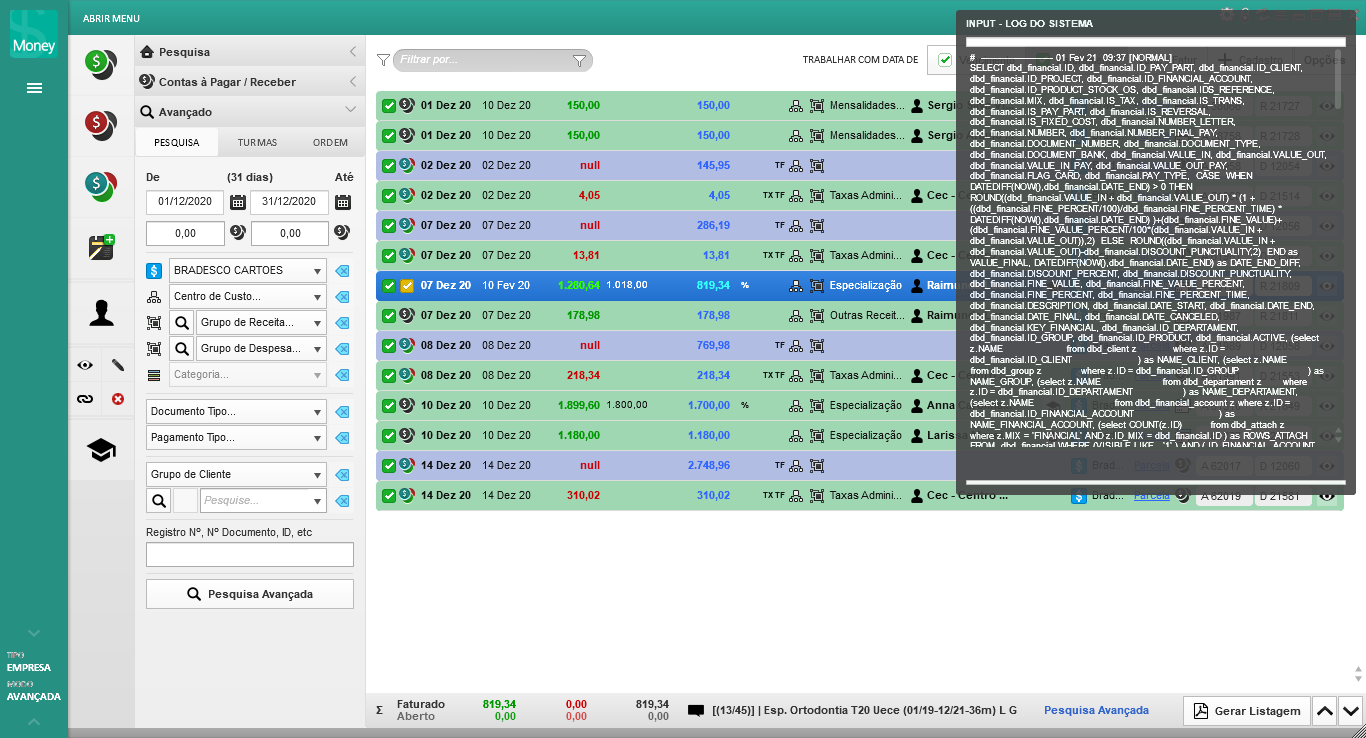 ABRIR MENU
Money
TIPO
EMPRESA
MODO
AVANÇADA
Pesquisa
Contas à Pagar / Receber
Avançado
PESQUISA TURMAS ORDEM
De (31 dias) Até
01/12/2020 31/12/2020
0,00 0,00
BRADESCO CARTOES
Centro de Custo...
Grupo de Receita...
Grupo de Despesa...
Categoria...
Documento Tipo...
Pagamento Tipo...
Grupo de Cliente
Pesquise...
Registro Nº, Nº Documento, ID, etc
Pesquisa Avançada
Filtrar por... TRABALHAR COM DATA DE
01 Dez 20 10 Dez 20 150,00 150,00 Mensalidades... Sergio
01 Dez 20 10 Dez 20 150,00 150,00 Mensalidades... Sergio
02 Dez 20 02 Dez 20 null 145,95 TF
02 Dez 20 02 Dez 20 4,05 4,05 TX TF Taxas Admini... Cec -
07 Dez 20 07 Dez 20 null 286,19 TF
07 Dez 20 07 Dez 20 13,81 13,81 TX TF Taxas Admini... Cec -
07 Dez 20 10 Fev 20 1.280,64 1.018,00 819,34 % Especialização Raimu
07 Dez 20 07 Dez 20 178,98 178,98 Outras Receit... Raimu
08 Dez 20 08 Dez 20 null 769,98 TF
08 Dez 20 08 Dez 20 218,34 218,34 TX TF Taxas Admini... Cec -
10 Dez 20 10 Dez 20 1.899,60 1.800,00 1.700,00 % Especialização Anna
10 Dez 20 10 Dez 20 1.180,00 1.180,00 Especialização Larissa
14 Dez 20 14 Dez 20 null 2.748,96 TF Brad... Parcela A 62017 D 12060
14 Dez 20 14 Dez 20 310,02 310,02 TX TF Taxas Admini... Cec - Centro ... Brad... Parcela A 62019 D 21581
INPUT - LOG DO SISTEMA
# ------------------------ 01 Fev 21 09:37 [NORMAL]
SELECT dbd_financial.ID, dbd_financial.ID_PAY_PART, dbd_financial.ID_CLIENT,
dbd_financial.ID_PROJECT, dbd_financial.ID_FINANCIAL_ACCOUNT,
dbd_financial.ID_PRODUCT_STOCK_OS, dbd_financial.IDS_REFERENCE,
dbd_financial.MIX, dbd_financial.IS_TAX, dbd_financial.IS_TRANS,
dbd_financial.IS_PAY_PART, dbd_financial.IS_REVERSAL,
dbd_financial.IS_FIXED_COST, dbd_financial.NUMBER_LETTER,
dbd_financial.NUMBER, dbd_financial.NUMBER_FINAL_PAY,
dbd_financial.DOCUMENT_NUMBER, dbd_financial.DOCUMENT_TYPE,
dbd_financial.DOCUMENT_BANK, dbd_financial.VALUE_IN, dbd_financial.VALUE_OUT,
dbd_financial.VALUE_IN_PAY, dbd_financial.VALUE_OUT_PAY,
dbd_financial.FLAG_CARD, dbd_financial.PAY_TYPE, CASE WHEN
DATEDIFF(NOW(),dbd_financial.DATE_END) > 0 THEN
ROUND((dbd_financial.VALUE_IN + dbd_financial.VALUE_OUT) * (1 +
((dbd_financial.FINE_PERCENT/100)/dbd_financial.FINE_PERCENT_TIME) *
DATEDIFF(NOW(),dbd_financial.DATE_END) )+(dbd_financial.FINE_VALUE)+
(dbd_financial.FINE_VALUE_PERCENT/100*(dbd_financial.VALUE_IN +
dbd_financial.VALUE_OUT)),2) ELSE ROUND((dbd_financial.VALUE_IN +
dbd_financial.VALUE_OUT)-dbd_financial.DISCOUNT_PUNCTUALITY,2) END as
VALUE_FINAL, DATEDIFF(NOW(),dbd_financial.DATE_END) as DATE_END_DIFF,
dbd_financial.DISCOUNT_PERCENT, dbd_financial.DISCOUNT_PUNCTUALITY,
dbd_financial.FINE_VALUE, dbd_financial.FINE_VALUE_PERCENT,
dbd_financial.FINE_PERCENT, dbd_financial.FINE_PERCENT_TIME,
dbd_financial.DESCRIPTION, dbd_financial.DATE_START, dbd_financial.DATE_END,
dbd_financial.DATE_FINAL, dbd_financial.DATE_CANCELED,
dbd_financial.KEY_FINANCIAL, dbd_financial.ID_DEPARTAMENT,
dbd_financial.ID_GROUP, dbd_financial.ID_PRODUCT, dbd_financial.ACTIVE, (select
z.NAME from dbd_client z where z.ID =
dbd_financial.ID_CLIENT ) as NAME_CLIENT, (select z.NAME
from dbd_group z where z.ID = dbd_financial.ID_GROUP ) as
NAME_GROUP, (select z.NAME from dbd_departament z where
z.ID = dbd_financial.ID_DEPARTAMENT ) as NAME_DEPARTAMENT,
(select z.NAME from dbd_financial_account z where z.ID =
dbd_financial.ID_FINANCIAL_ACCOUNT ) as
NAME_FINANCIAL_ACCOUNT, (select COUNT(z.ID) from dbd_attach z
where z.MIX = "FINANCIAL" AND z.ID_MIX = dbd_financial.ID ) as ROWS_ATTACH
FROM dbd_financial WHERE (VISIBLE LIKE "1" ) AND ( ID_FINANCIAL_ACCOUNT
Σ Faturado 819,34 0,00 819,34
Aberto 0,00 0,00 0,00
[(13/45)] | Esp. Ortodontia T20 Uece (01/19-12/21-36m) L G
Pesquisa Avançada
Gerar Listagem